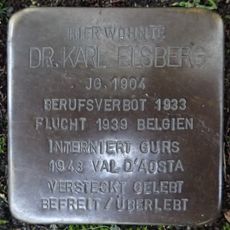 HIER WOHNTE
DR. KARL ELSBERG
JG. 1904
BERUFSVERBOT 1933
FLUCHT 1939 BELGIEN
INTERNIERT GURS
1943 VAL D'AOSTA
VERSTECKT GELEBT
BEFREIT / ÜBERLEBT